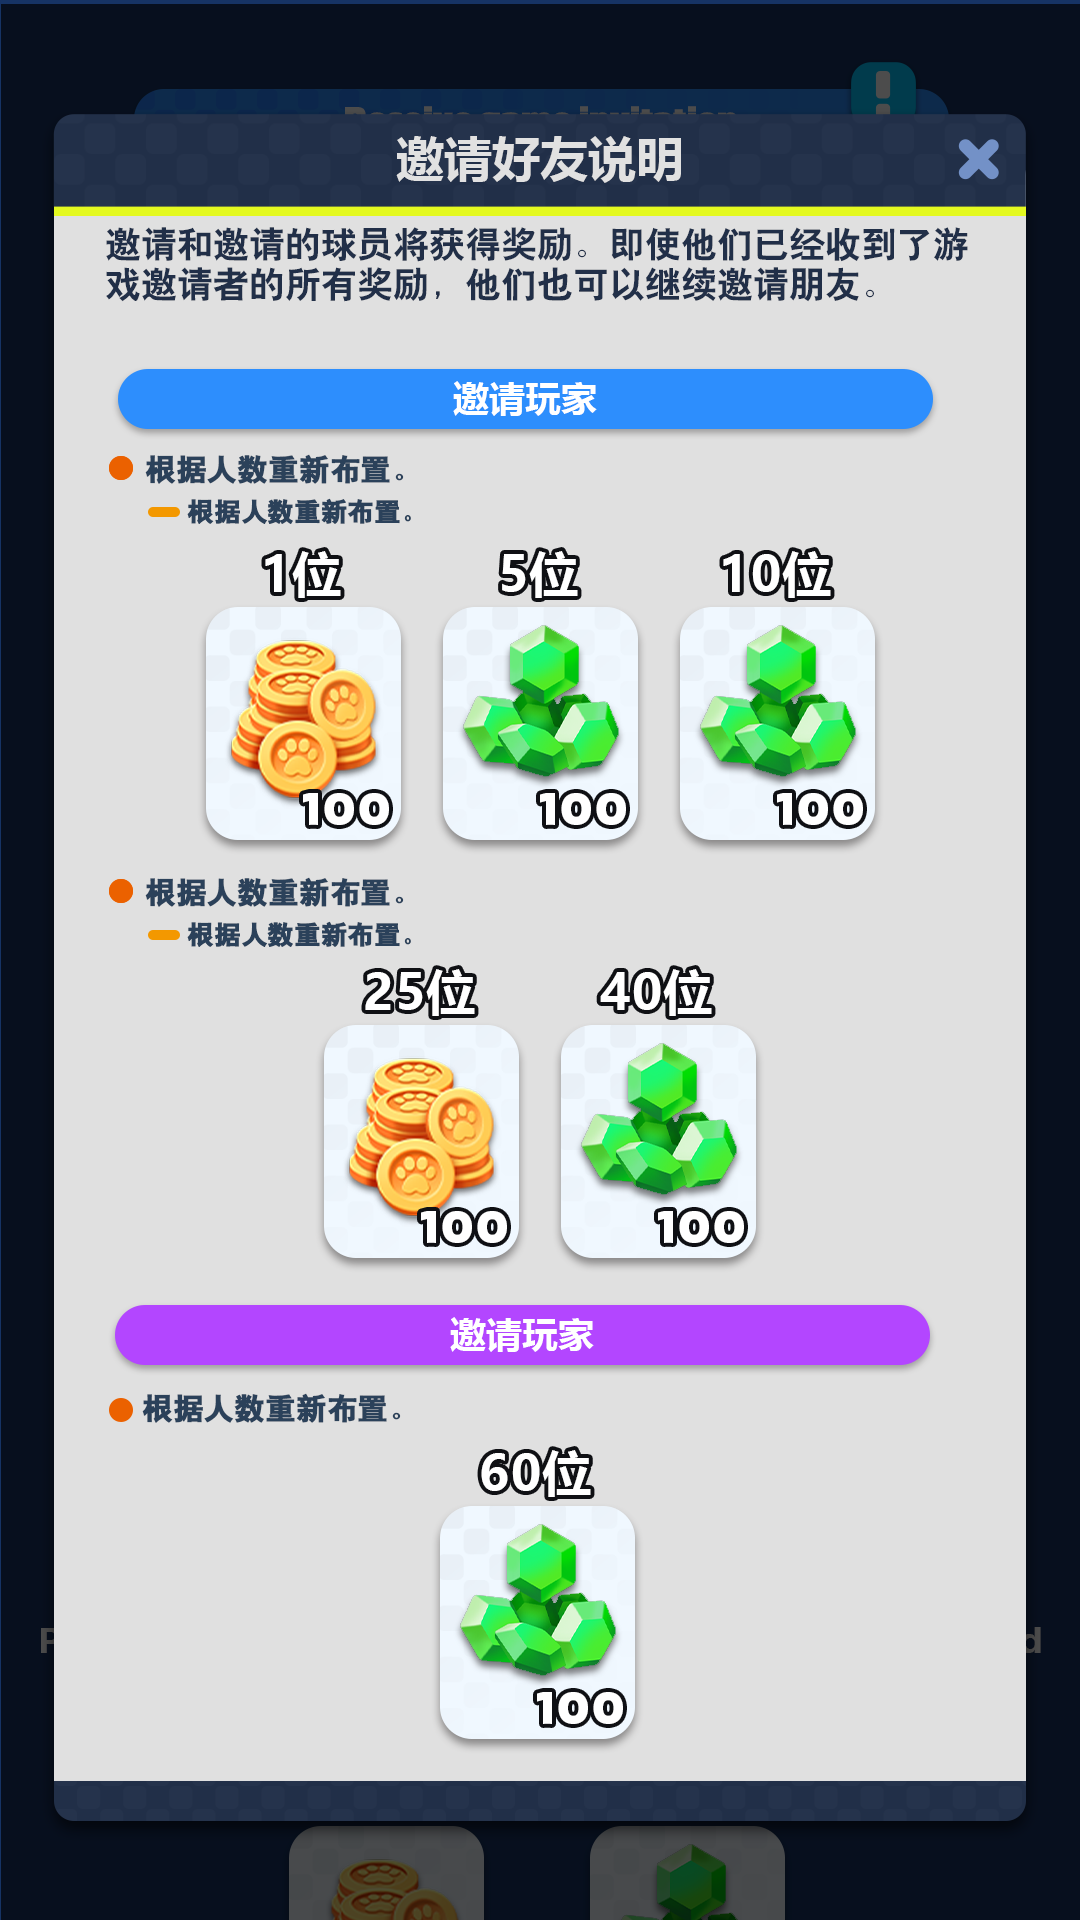 Receive game invitation
邀请好友说明
邀请和邀请的球员将获得奖励。即使他们已经收到了游
戏邀请者的所有奖励，他们也可以继续邀请朋友。
邀请玩家
根据人数重新布置。
根据人数重新布置。
1位 5位 10位
100 100 100
根据人数重新布置。
根据人数重新布置。
25位 40位
100 100
邀请玩家
根据人数重新布置。
60位
100